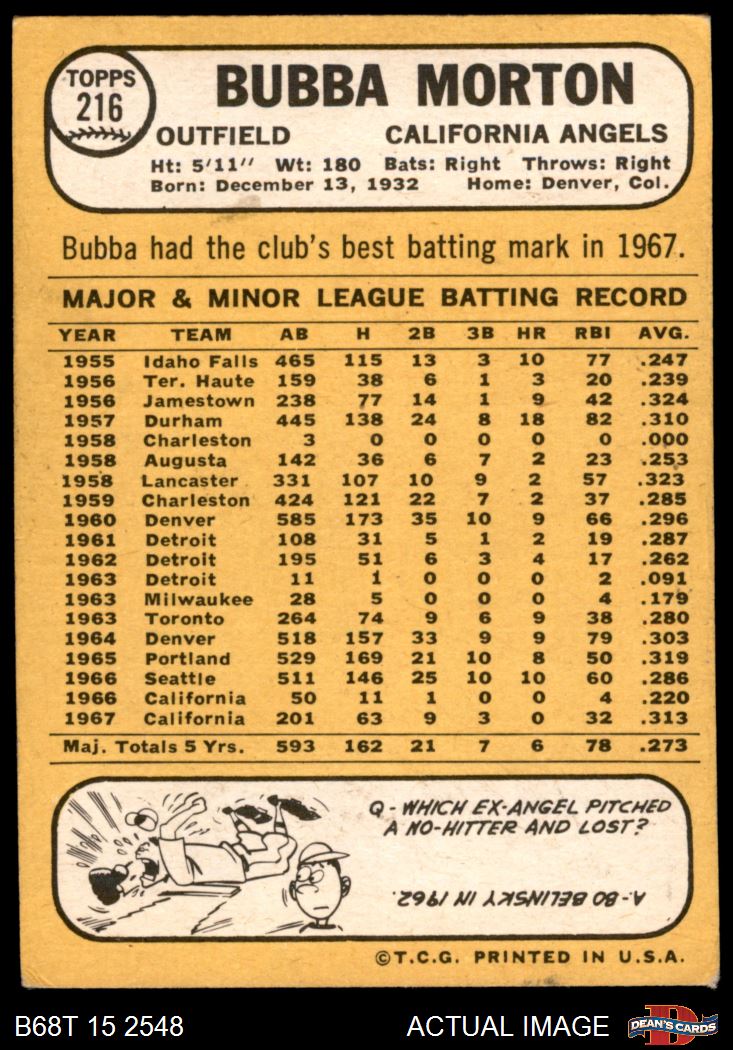 TOPPS
216
BUBBA MORTON
OUTFIELD CALIFORNIA ANGELS
Ht: 5'11" Wt: 180 Bats: Right Throws: Right
Born: December 13, 1932 Home: Denver, Col.
Bubba had the club's best batting mark in 1967.
MAJOR & MINOR LEAGUE BATTING RECORD
YEAR TEAM AB H 2B 3B HR RBI AVG.
1955 Idaho Falls 465 115 13 3 10 77 .247
1956 Ter. Haute 159 38 6 1 3 20 .239
1956 Jamestown 238 77 14 1 9 42 .324
1957 Durham 445 138 24 8 18 82 .310
1958 Charleston 3 0 0 0 0 0 .000
1958 Augusta 142 36 6 7 2 23 .253
1958 Lancaster 331 107 10 9 2 57 .323
1959 Charleston 424 121 22 7 2 37 .285
1960 Denver 585 173 35 10 9 66 .296
1961 Detroit 108 31 5 1 2 19 .287
1962 Detroit 195 51 6 3 4 17 .262
1963 Detroit 11 1 0 0 0 2 .091
1963 Milwaukee 28 5 0 0 0 4 .179
1963 Toronto 264 74 9 6 9 38 .280
1964 Denver 518 157 33 9 9 79 .303
1965 Portland 529 169 21 10 8 50 .319
1966 Seattle 511 146 25 10 10 60 .286
1966 California 50 11 1 0 0 4 .220
1967 California 201 63 9 3 0 32 .313
Maj. Totals 5 Yrs. 593 162 21 7 6 78 .273
Q - WHICH EX-ANGEL PITCHED
A NO-HITTER AND LOST?
A - BO BELINSKY IN 1962.
©T.C.G. PRINTED IN U.S.A.
B68T 15 2548 ACTUAL IMAGE
D
DEAN'S CARDS